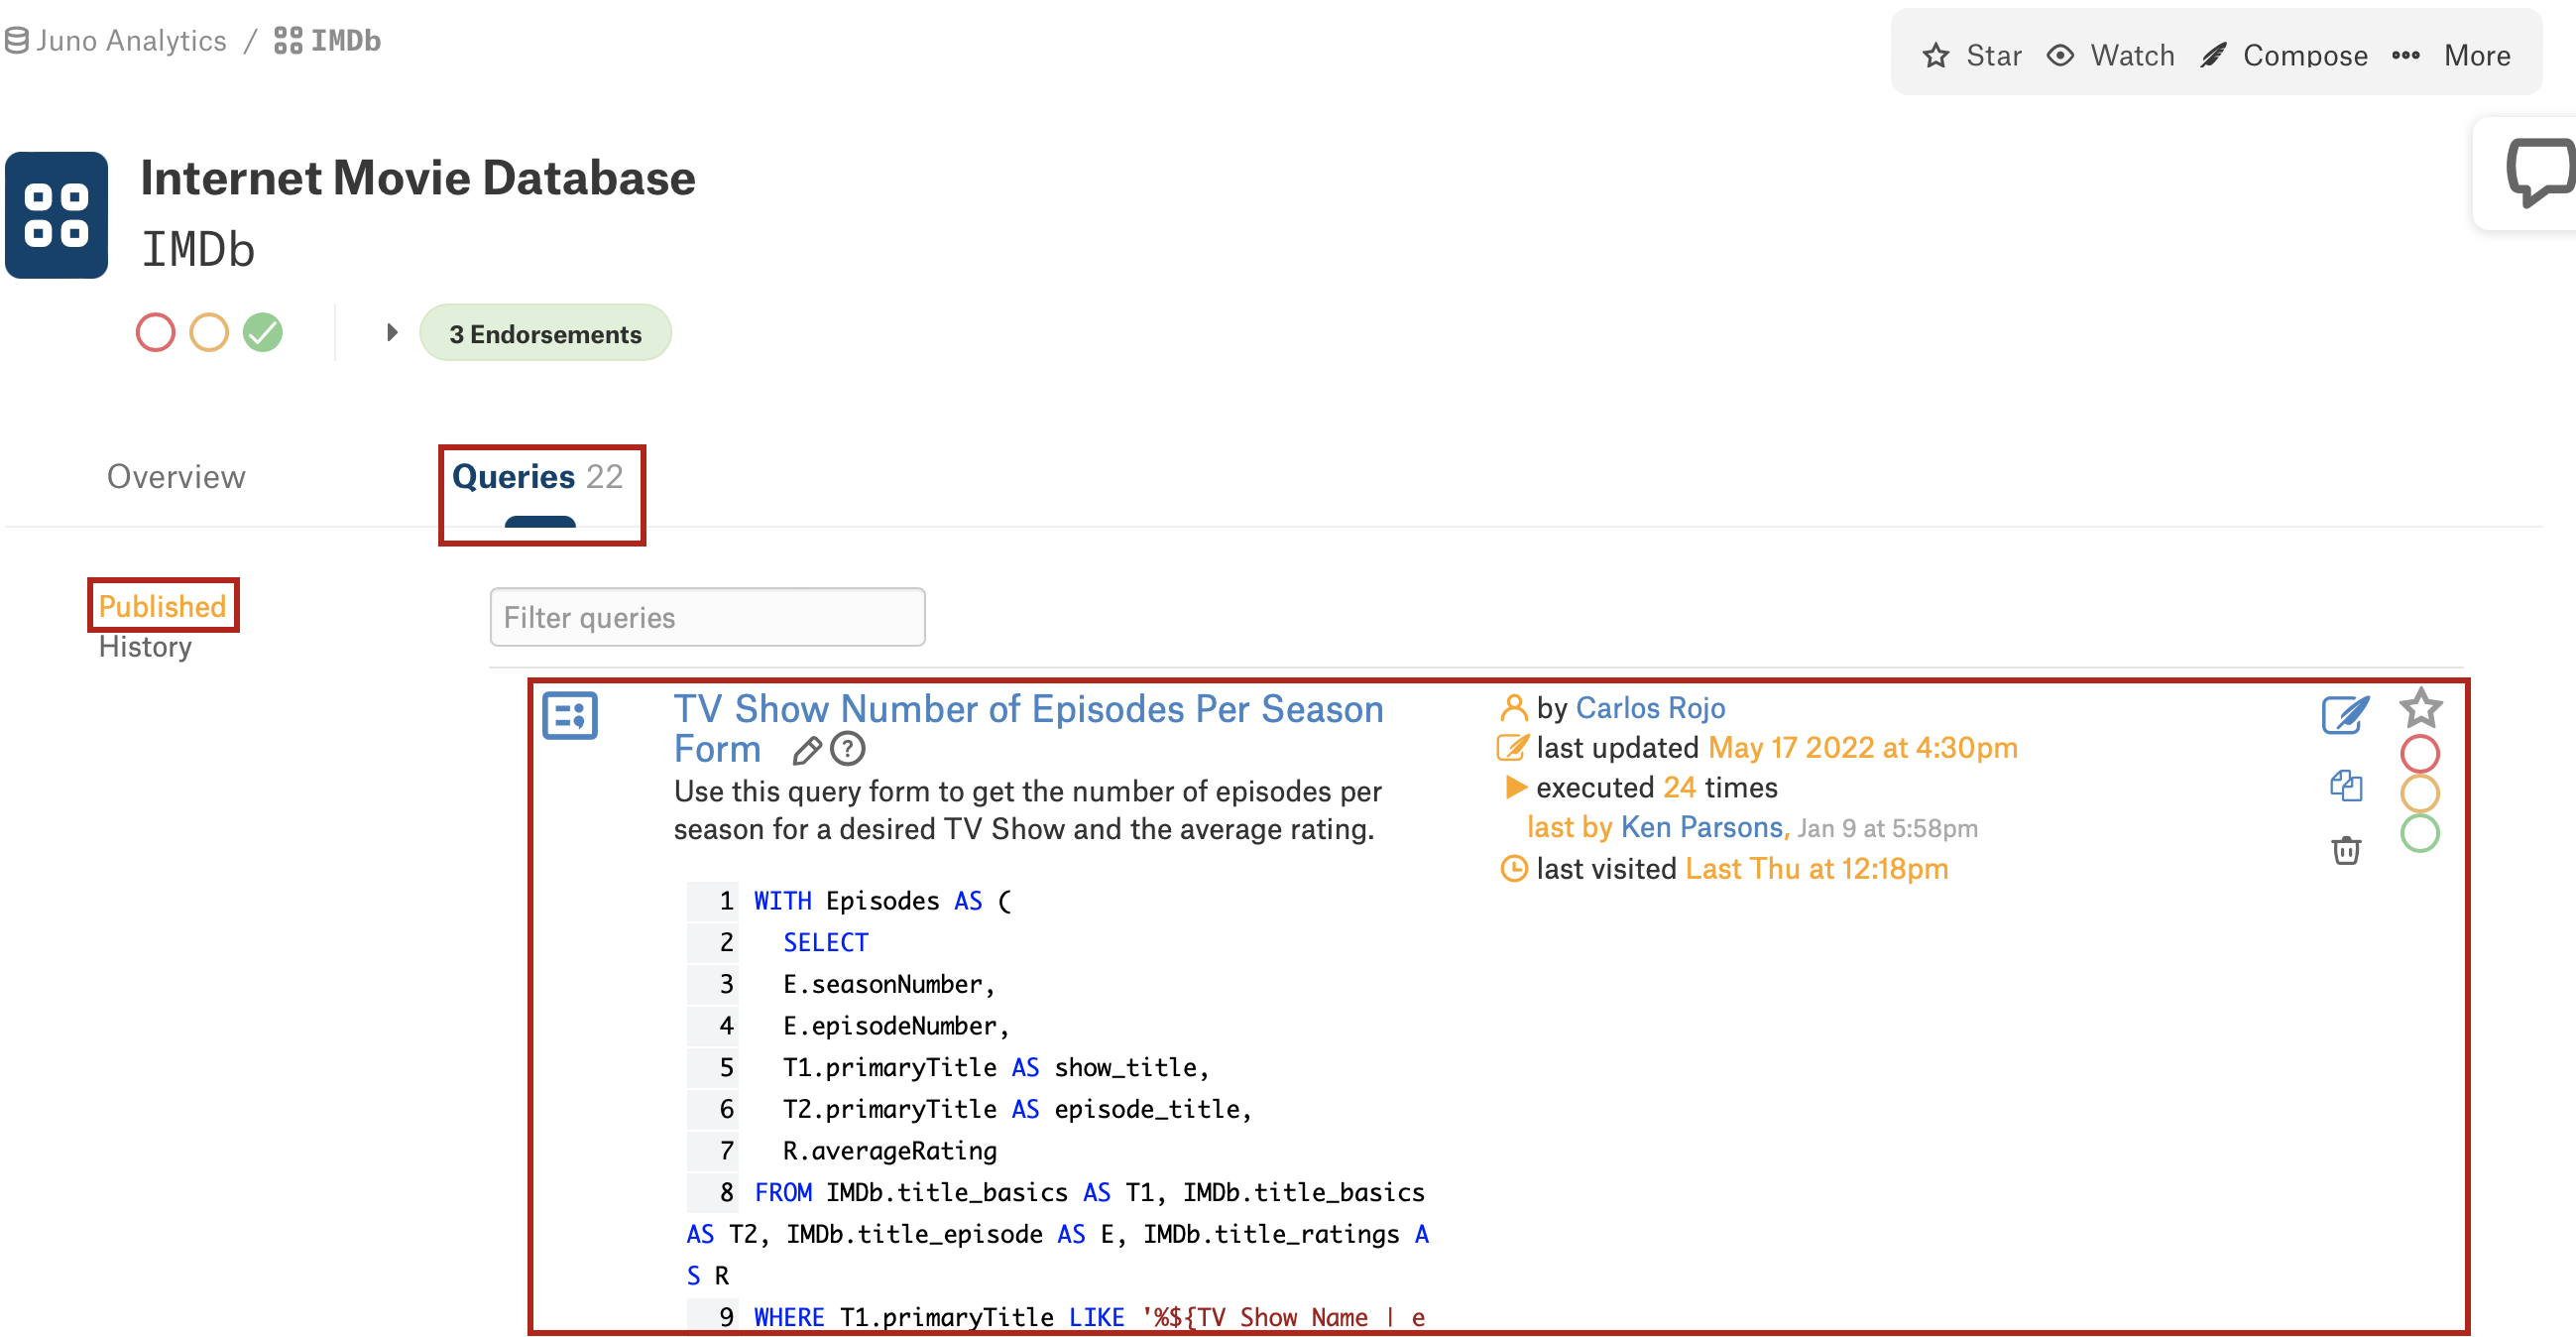 Juno Analytics / IMDb
Star Watch Compose ••• More
Internet Movie Database
IMDb
3 Endorsements
Overview
Queries 22
Published
History
Filter queries
TV Show Number of Episodes Per Season
Form
Use this query form to get the number of episodes per
season for a desired TV Show and the average rating.
by Carlos Rojo
last updated May 17 2022 at 4:30pm
executed 24 times
last by Ken Parsons, Jan 9 at 5:58pm
last visited Last Thu at 12:18pm
1 WITH Episodes AS (
2 SELECT
3 E.seasonNumber,
4 E.episodeNumber,
5 T1.primaryTitle AS show_title,
6 T2.primaryTitle AS episode_title,
7 R.averageRating
8 FROM IMDb.title_basics AS T1, IMDb.title_basics
AS T2, IMDb.title_episode AS E, IMDb.title_ratings A
S R
9 WHERE T1.primaryTitle LIKE '%${TV Show Name | e